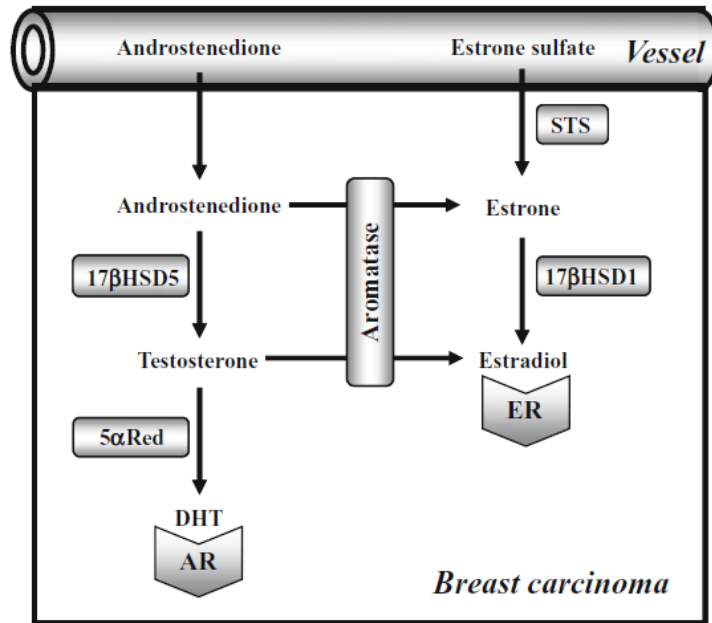 Androstenedione
Estrone sulfate
Vessel
STS
Androstenedione
Estrone
Aromatase
17βHSD5
17βHSD1
Testosterone
Estradiol
ER
5αRed
DHT
AR
Breast carcinoma